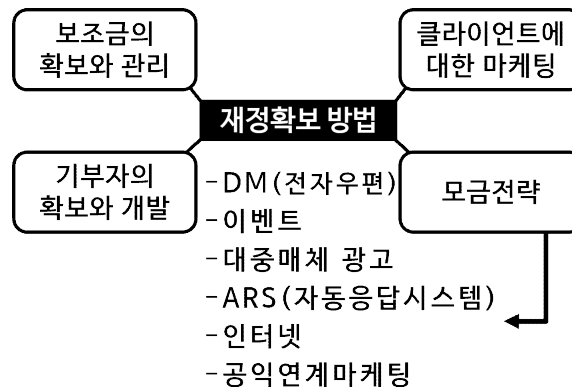 보조금의
확보와 관리
클라이언트에
대한 마케팅
재정확보 방법
기부자의
확보와 개발
모금전략
-DM(전자우편)
-이벤트
-대중매체 광고
-ARS(자동응답시스템)
-인터넷
-공익연계마케팅